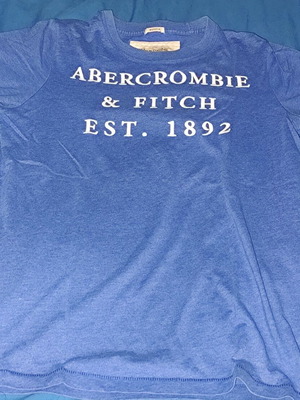 ABERCROMBIE
& FITCH
EST. 1892